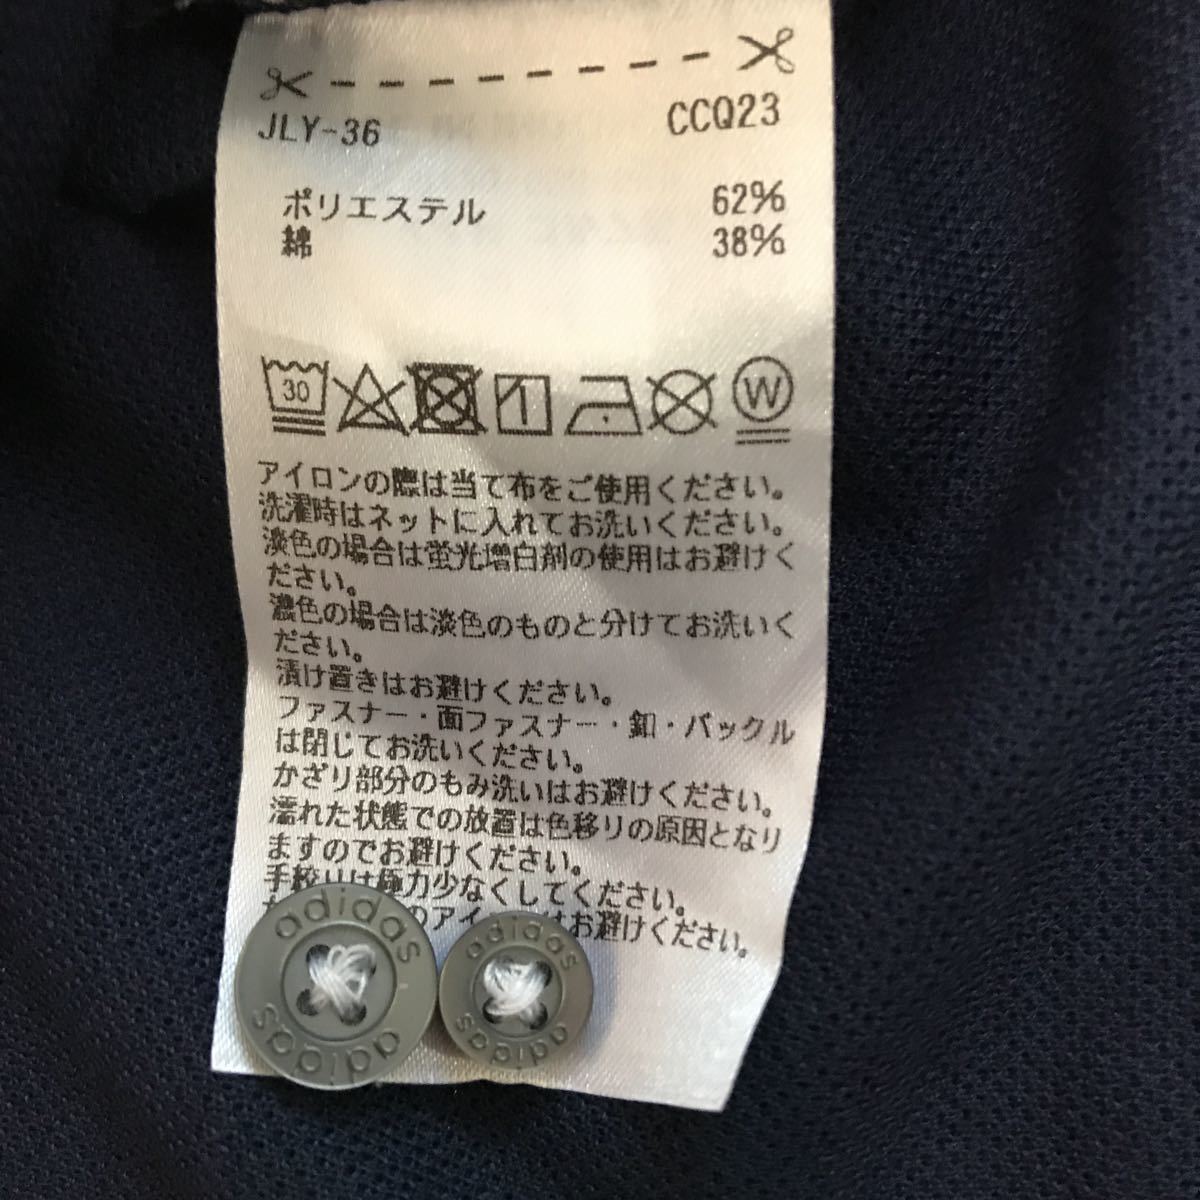 JLY-36 CCQ23
ポリエステル 62%
綿 38%
30 W
アイロンの際は当て布をご使用ください。
洗濯時はネットに入れてお洗いください。
淡色の場合は蛍光増白剤の使用はお避けく
ださい。
濃色の場合は淡色のものと分けてお洗いく
ださい。
漬け置きはお避けください。
ファスナー・面ファスナー・釦・バックル
は閉じてお洗いください。
かざり部分のもみ洗いはお避けください。
濡れた状態での放置は色移りの原因となり
ますのでお避けください。
手絞りは極力少なくしてください。
のアイ はお避けください。
adidas adidas
adidas adidas